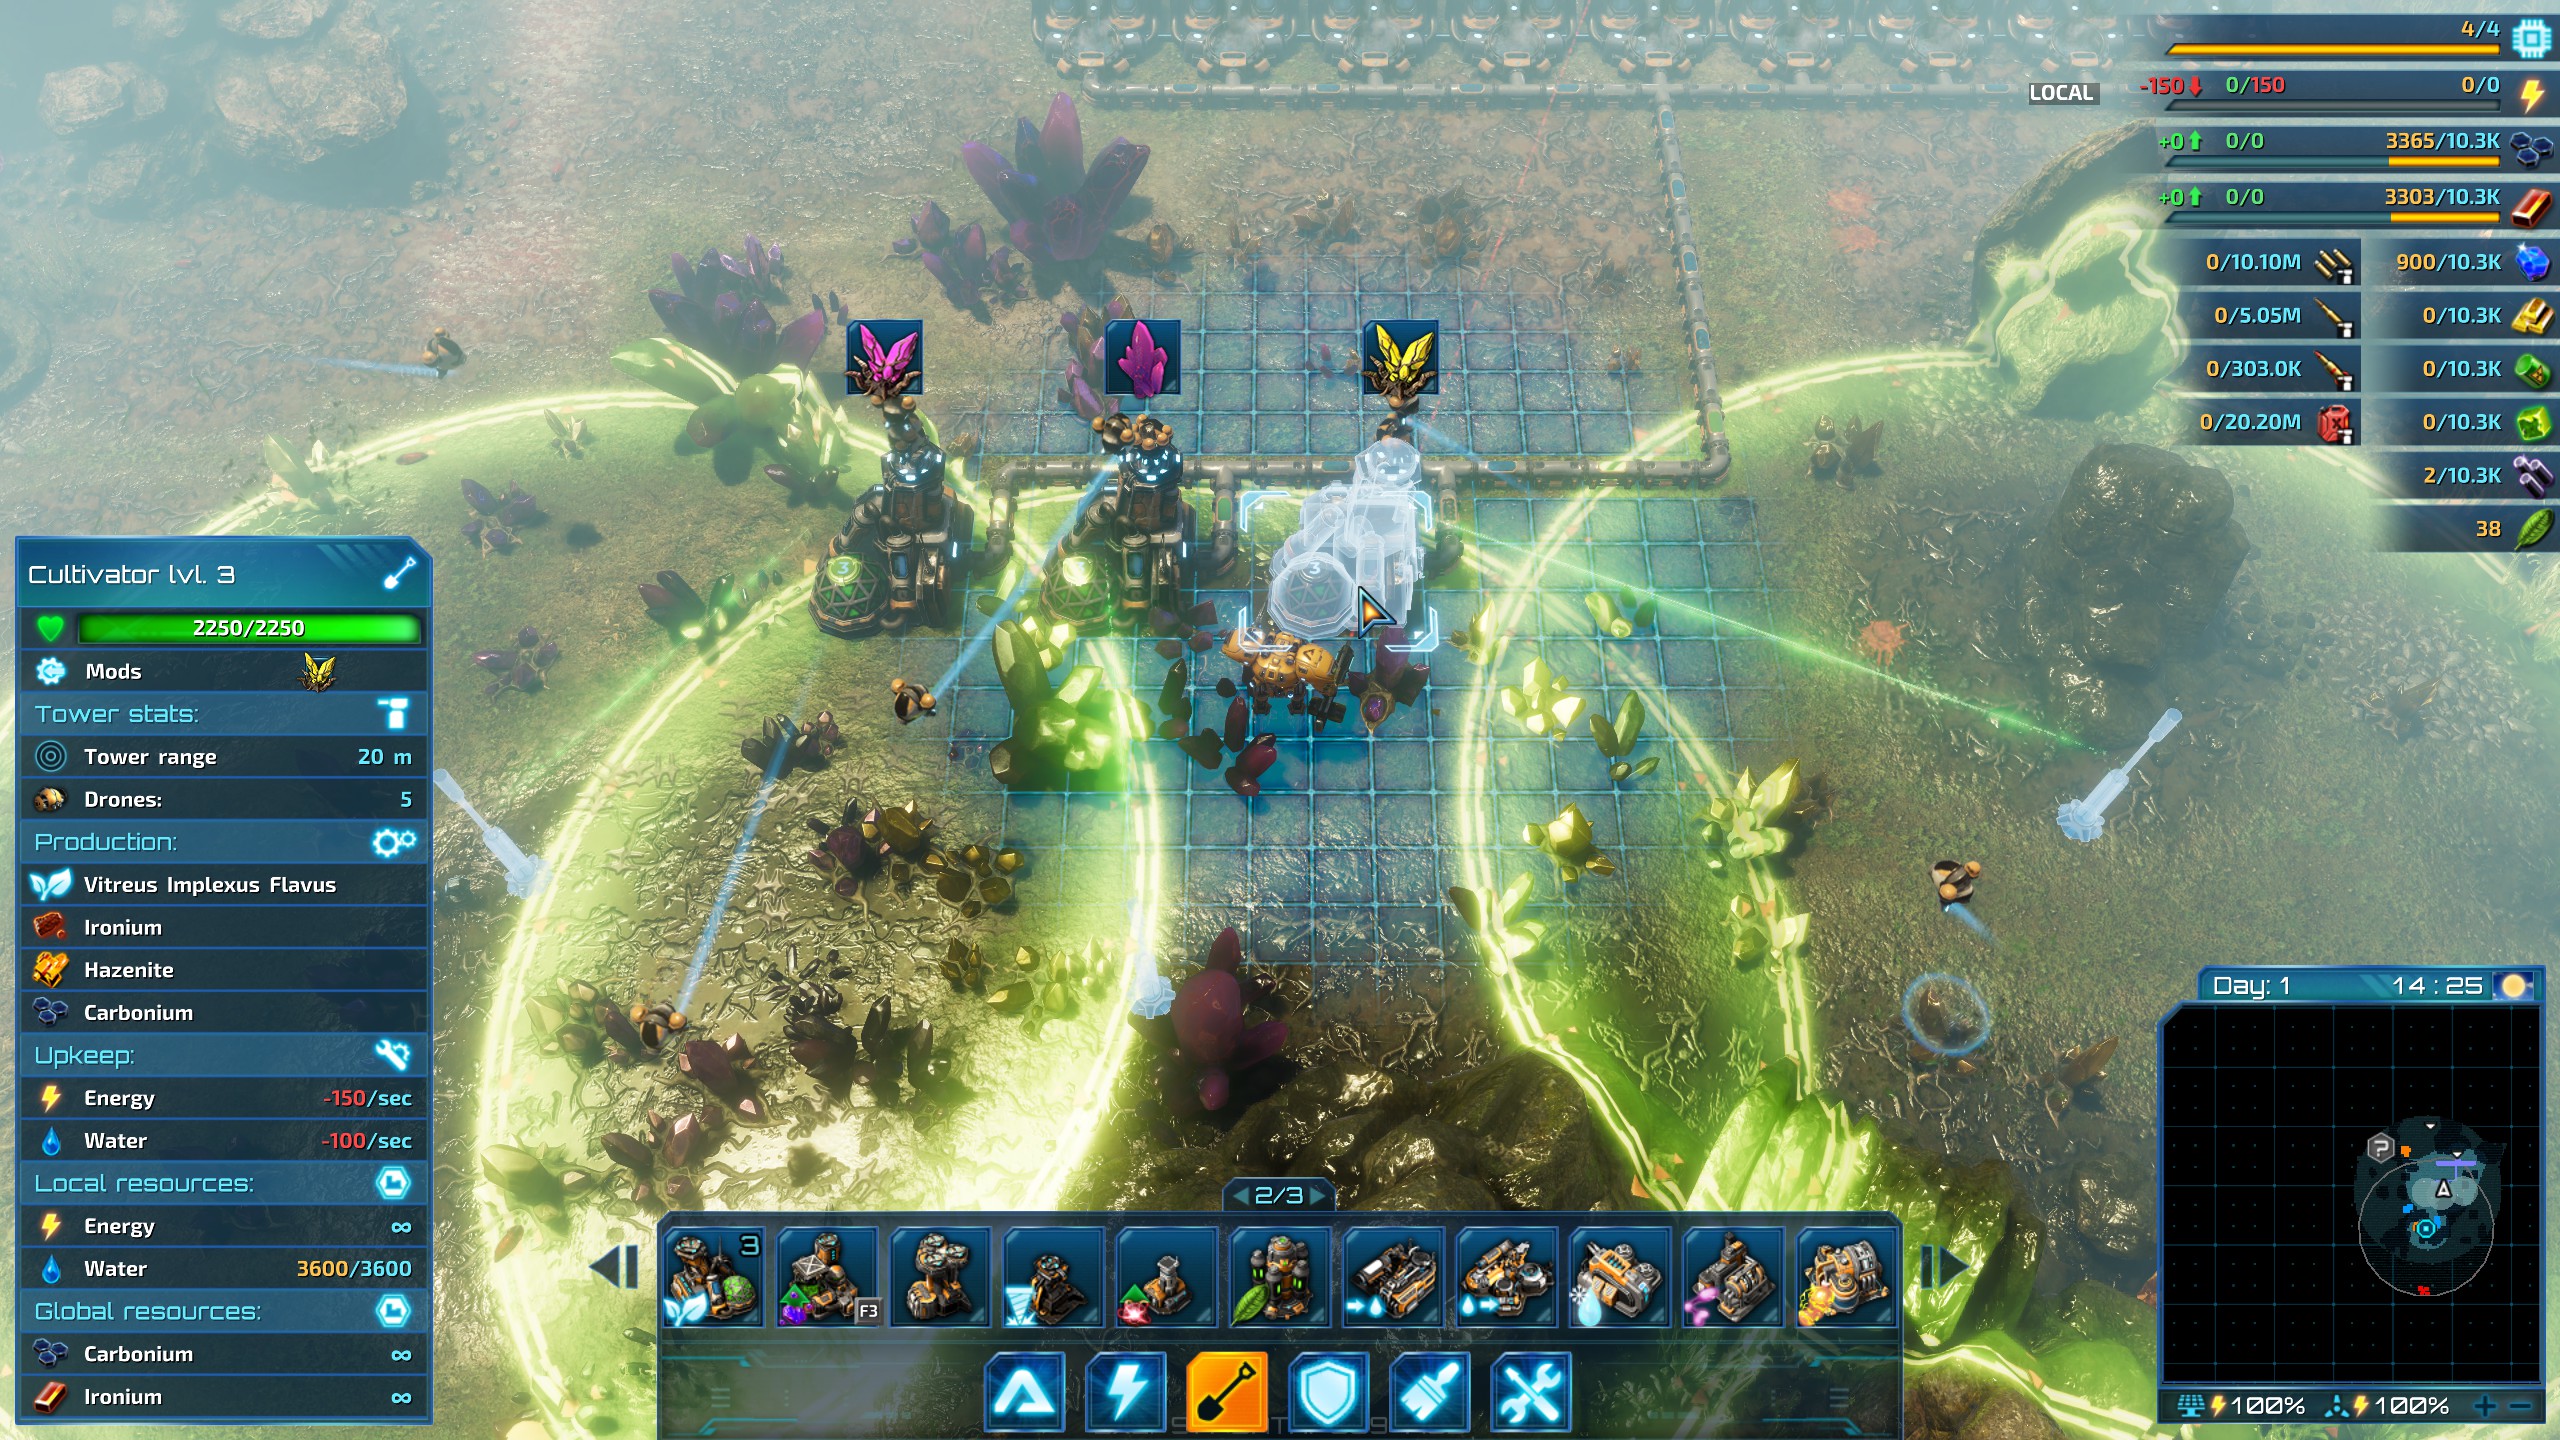 4/4
LOCAL
-150 0/150 0/0
+0 0/0 3365/10.3K
+0 0/0 3303/10.3K
0/10.10M 900/10.3K
0/5.05M 0/10.3K
0/303.0K 0/10.3K
0/20.20M 0/10.3K
2/10.3K
38
3
3
3
Cultivator lvl. 3
2250/2250
Mods
Tower stats:
Tower range 20 m
Drones: 5
Production:
Vitreus Implexus Flavus
Ironium
Hazenite
Carbonium
Upkeep:
Energy -150/sec
Water -100/sec
Local resources:
Energy ∞
Water 3600/3600
Global resources:
Carbonium ∞
Ironium ∞
2/3
3
F3
Day: 1 14:25
100% 100%